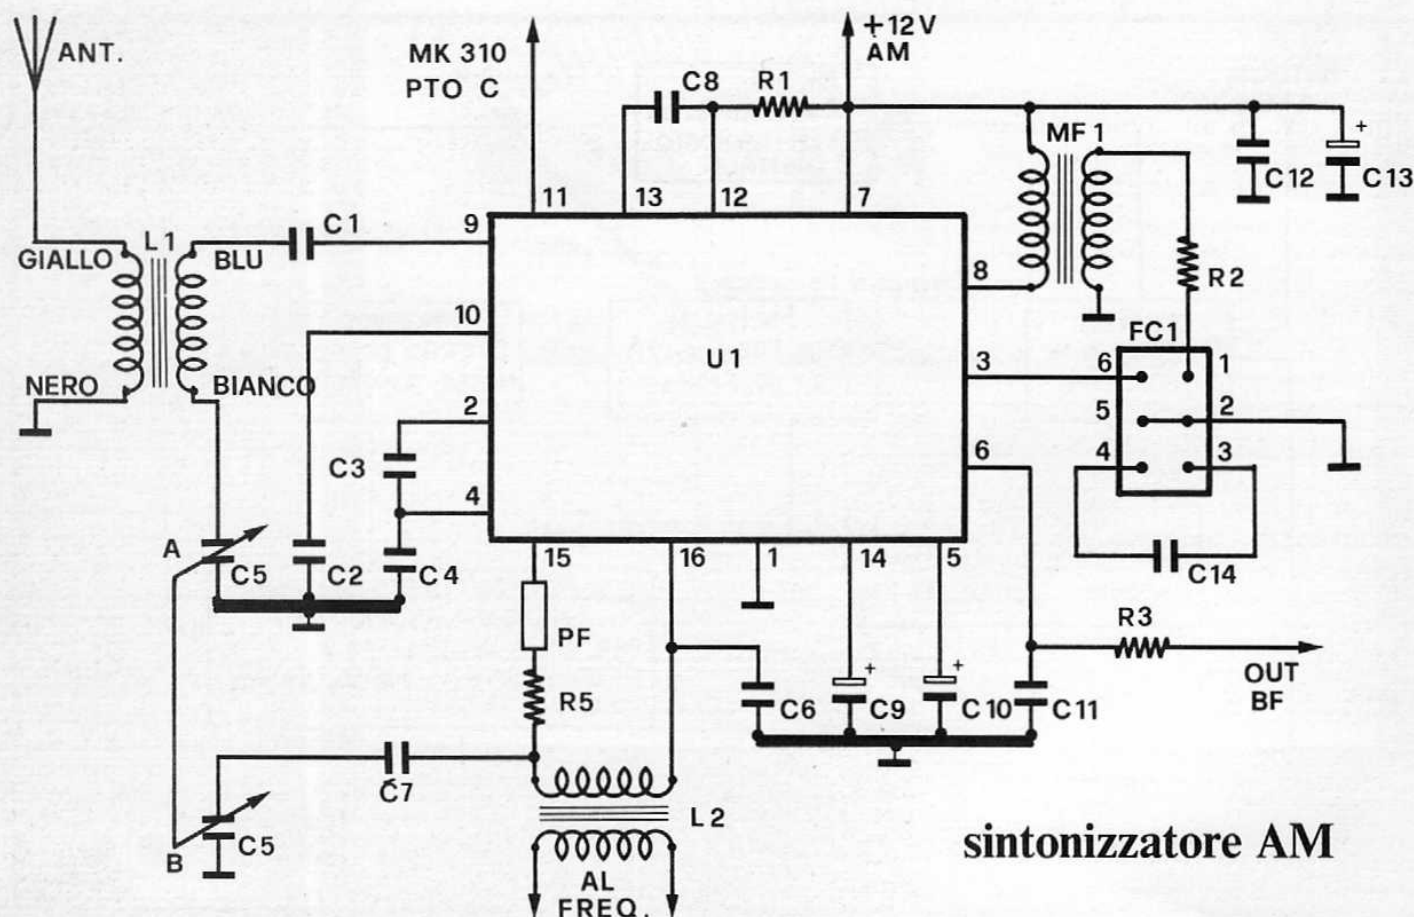 ANT.
MK 310
PTO C
+12V
AM
C8
R1
MF 1
+
C12
C13
11
13
12
7
GIALLO
L1
BLU
C1
9
8
R2
10
U1
FC1
NERO
BIANCO
3
6
1
2
5
2
C3
4
6
4
3
A
C5
C2
C4
15
16
1
14
5
C14
PF
R3
R5
+
+
OUT
BF
C6
C9
C10
C11
C7
B
C5
L2
sintonizzatore AM
AL
FREQ.